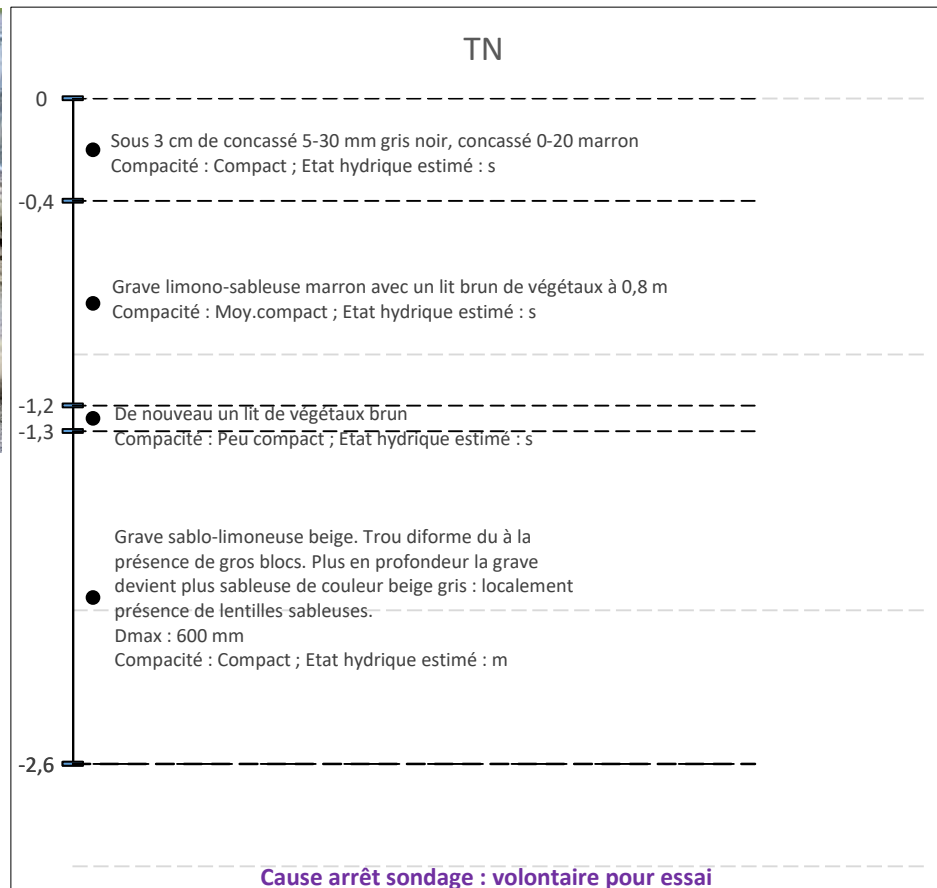 TN
0
Sous 3 cm de concassé 5-30 mm gris noir, concassé 0-20 marron
Compacité : Compact ; Etat hydrique estimé : s
-0,4
Grave limono-sableuse marron avec un lit brun de végétaux à 0,8 m
Compacité : Moy.compact ; Etat hydrique estimé : s
-1,2
De nouveau un lit de végétaux brun
-1,3
Compacité : Peu compact ; Etat hydrique estimé : s
Grave sablo-limoneuse beige. Trou diforme du à la
présence de gros blocs. Plus en profondeur la grave
devient plus sableuse de couleur beige gris : localement
présence de lentilles sableuses.
Dmax : 600 mm
Compacité : Compact ; Etat hydrique estimé : m
-2,6
Cause arrêt sondage : volontaire pour essai